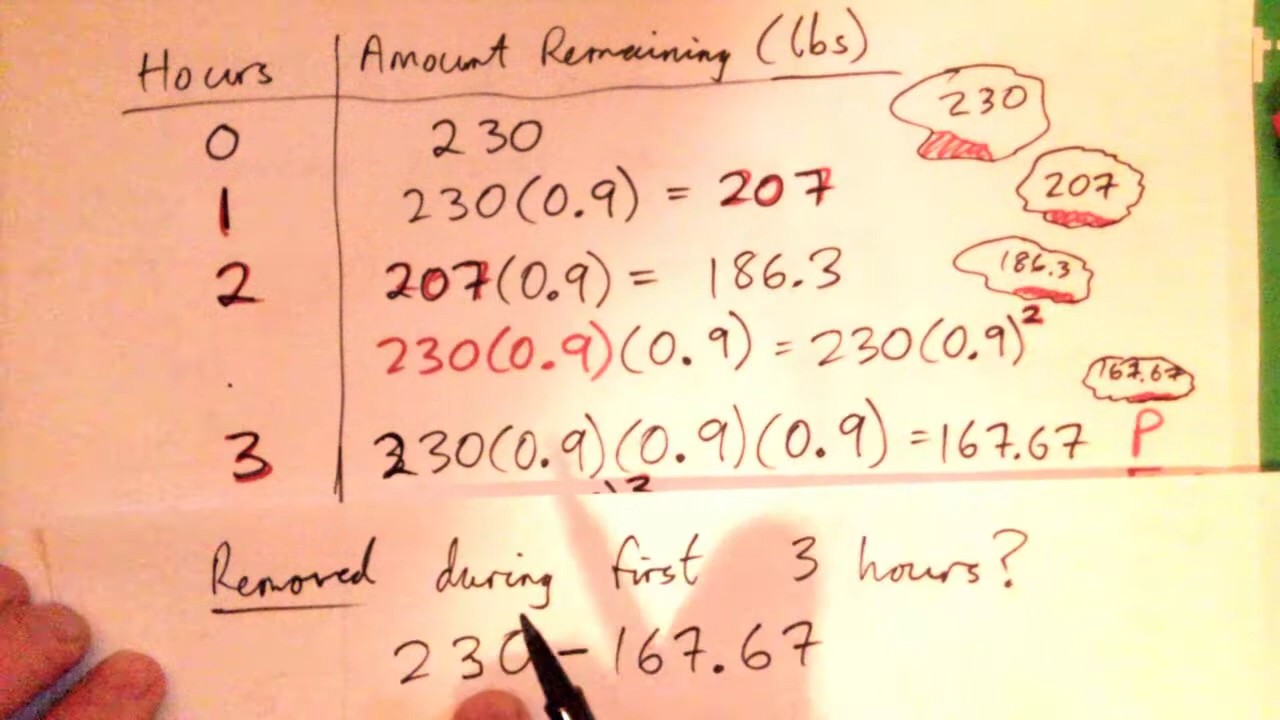 Hours Amount Remaining (lbs)
0 230 230
1 230(0.9) = 207 207
2 207(0.9) = 186.3 186.3
230(0.9)(0.9) = 230(0.9)²
167.67
3 230(0.9)(0.9)(0.9) = 167.67 P
Removed during first 3 hours?
230 - 167.67